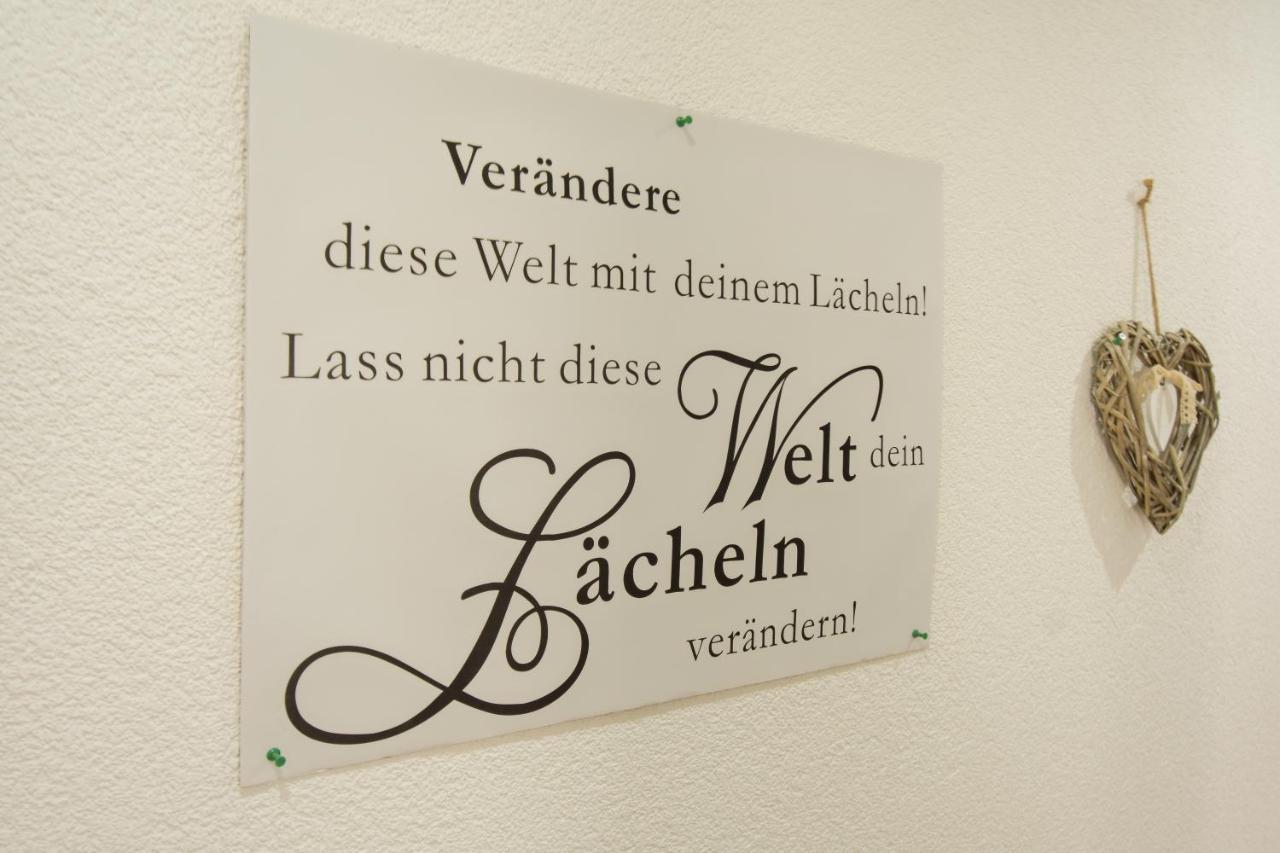 Verändere
diese Welt mit deinem Lächeln!
Lass nicht diese Welt dein
Lächeln
verändern!